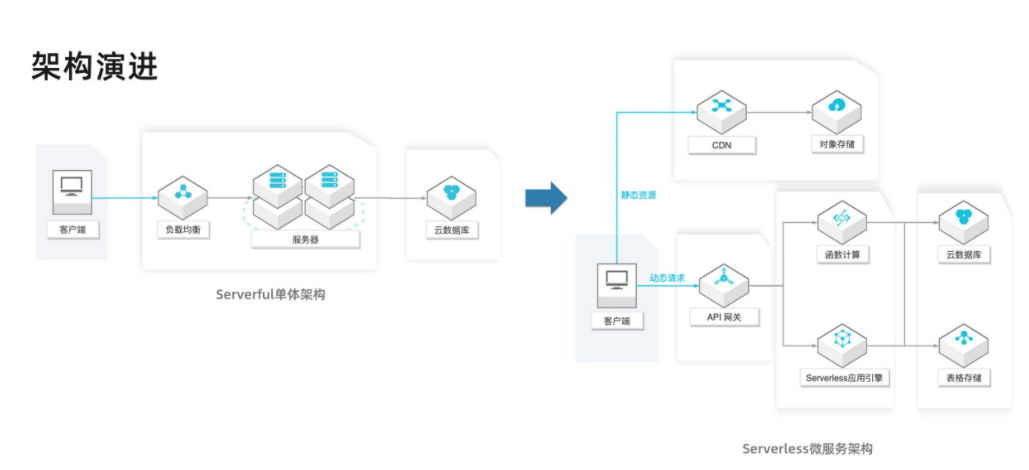 架构演进
客户端
负载均衡
服务器
云数据库
Serverful单体架构
静态资源
CDN
对象存储
动态请求
客户端
API 网关
函数计算
Serverless应用引擎
云数据库
表格存储
Serverless微服务架构